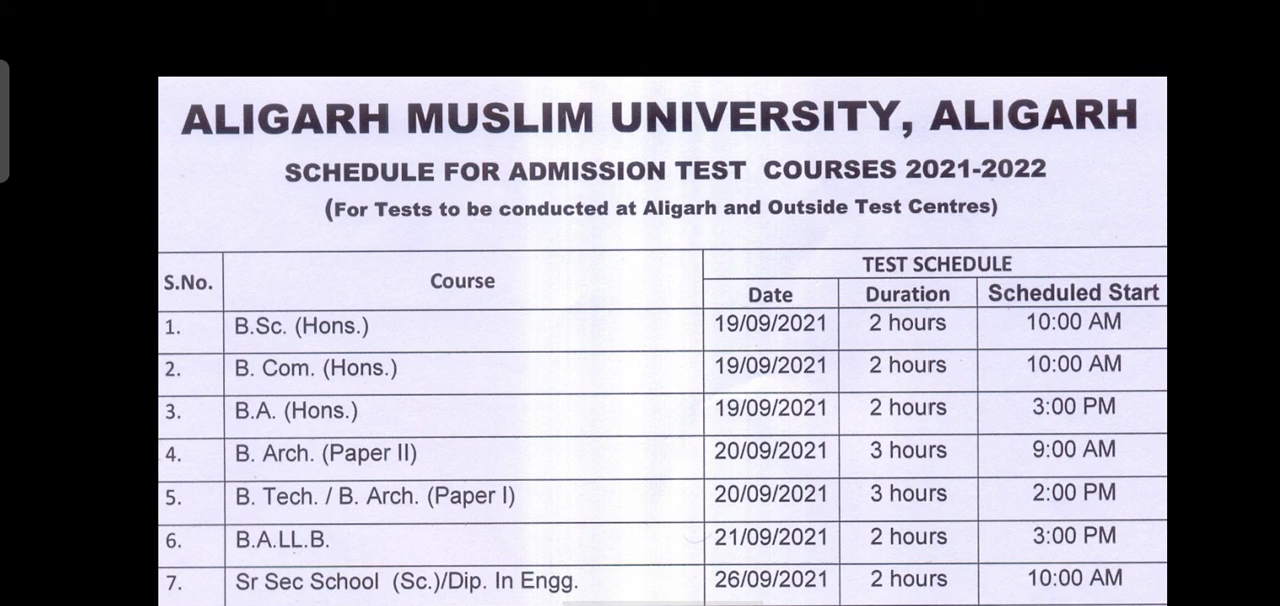 ALIGARH MUSLIM UNIVERSITY, ALIGARH
SCHEDULE FOR ADMISSION TEST COURSES 2021-2022
(For Tests to be conducted at Aligarh and Outside Test Centres)
S.No. Course TEST SCHEDULE
Date Duration Scheduled Start
1. B.Sc. (Hons.) 19/09/2021 2 hours 10:00 AM
2. B. Com. (Hons.) 19/09/2021 2 hours 10:00 AM
3. B.A. (Hons.) 19/09/2021 2 hours 3:00 PM
4. B. Arch. (Paper II) 20/09/2021 3 hours 9:00 AM
5. B. Tech. / B. Arch. (Paper I) 20/09/2021 3 hours 2:00 PM
6. B.A.LL.B. 21/09/2021 2 hours 3:00 PM
7. Sr Sec School (Sc.)/Dip. In Engg. 26/09/2021 2 hours 10:00 AM